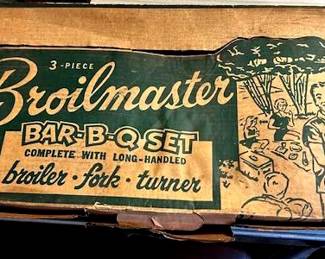 3-PIECE
Broilmaster
BAR-B-Q SET
COMPLETE WITH LONG-HANDLED
broiler · fork · turner